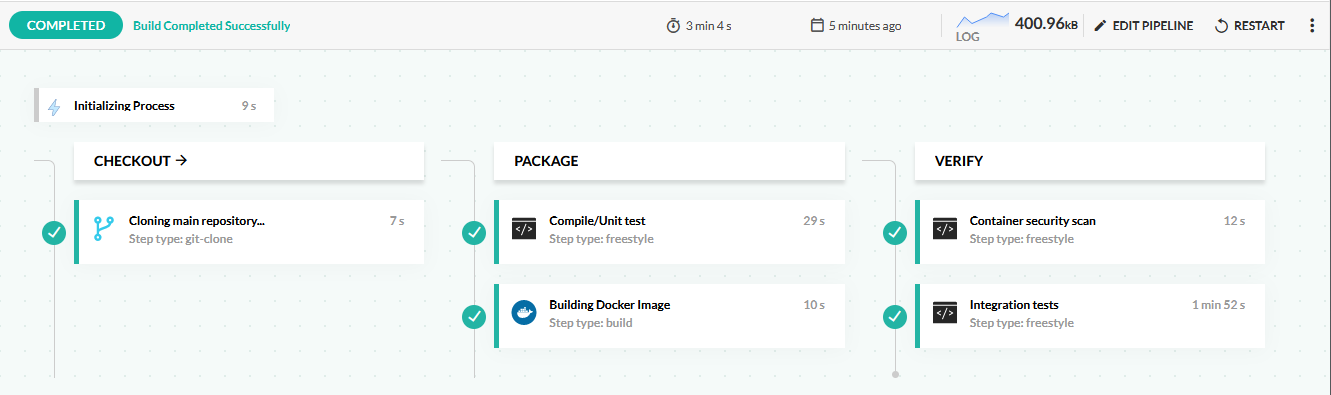 COMPLETED Build Completed Successfully 3 min 4 s 5 minutes ago LOG 400.96kB EDIT PIPELINE RESTART
Initializing Process 9 s
CHECKOUT → PACKAGE VERIFY
Cloning main repository... 7 s
Step type: git-clone
Compile/Unit test 29 s
Step type: freestyle
Container security scan 12 s
Step type: freestyle
Building Docker Image 10 s
Step type: build
Integration tests 1 min 52 s
Step type: freestyle